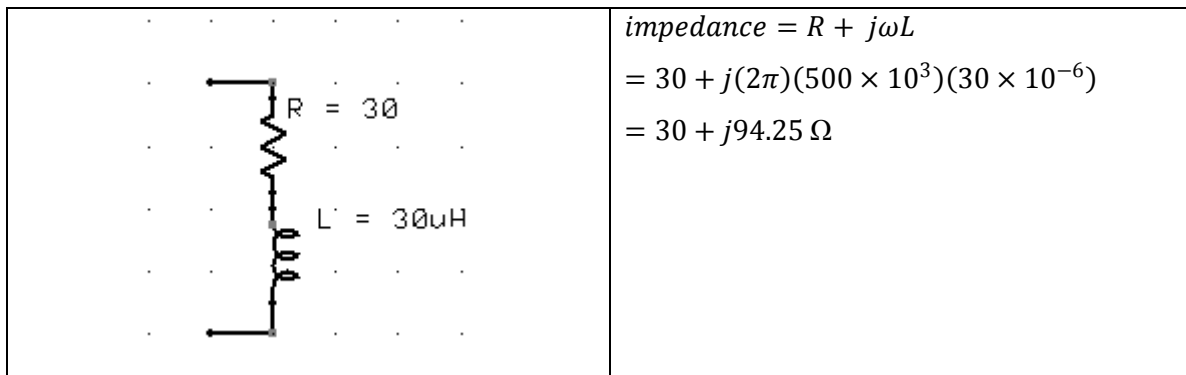 R = 30
L = 30uH
impedance = R + jωL
= 30 + j(2π)(500 × 10³)(30 × 10⁻⁶)
= 30 + j94.25 Ω